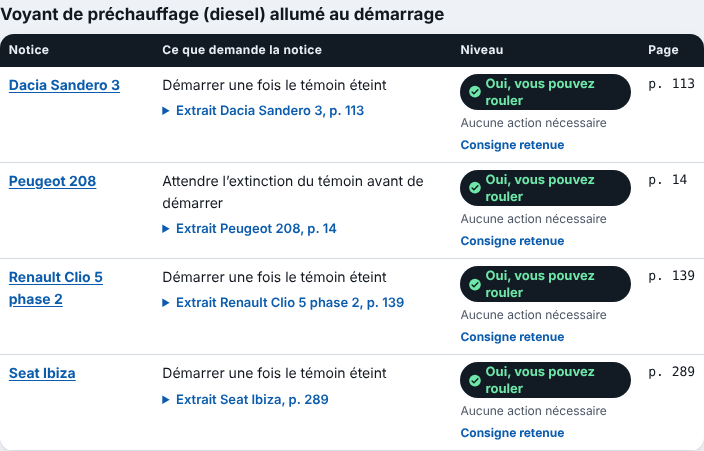 Voyant de préchauffage (diesel) allumé au démarrage
Notice Ce que demande la notice Niveau Page
Dacia Sandero 3 Démarrer une fois le témoin éteint Oui, vous pouvez rouler p. 113
Extrait Dacia Sandero 3, p. 113
Aucune action nécessaire
Consigne retenue
Peugeot 208 Attendre l’extinction du témoin avant de Oui, vous pouvez rouler p. 14
démarrer
Extrait Peugeot 208, p. 14
Aucune action nécessaire
Consigne retenue
Renault Clio 5 Démarrer une fois le témoin éteint Oui, vous pouvez rouler p. 139
phase 2
Extrait Renault Clio 5 phase 2, p. 139
Aucune action nécessaire
Consigne retenue
Seat Ibiza Démarrer une fois le témoin éteint Oui, vous pouvez rouler p. 289
Extrait Seat Ibiza, p. 289
Aucune action nécessaire
Consigne retenue